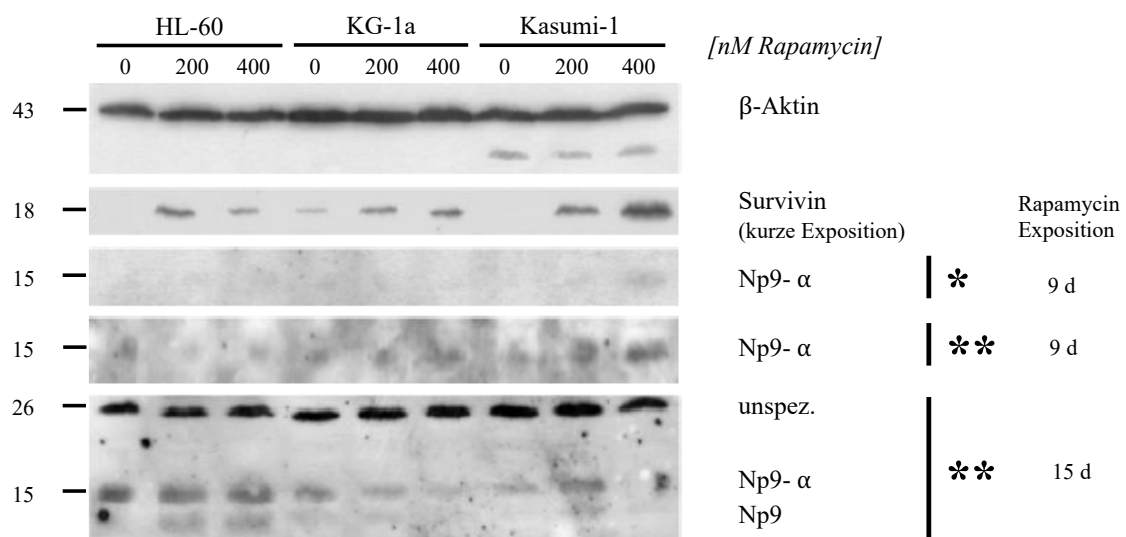 HL-60 KG-1a Kasumi-1
[nM Rapamycin]
0 200 400 0 200 400 0 200 400
43 β-Aktin
18 Survivin
(kurze Exposition)
Rapamycin
Exposition
15 Np9- α * 9 d
15 Np9- α ** 9 d
26 unspez.
15 Np9- α ** 15 d
Np9